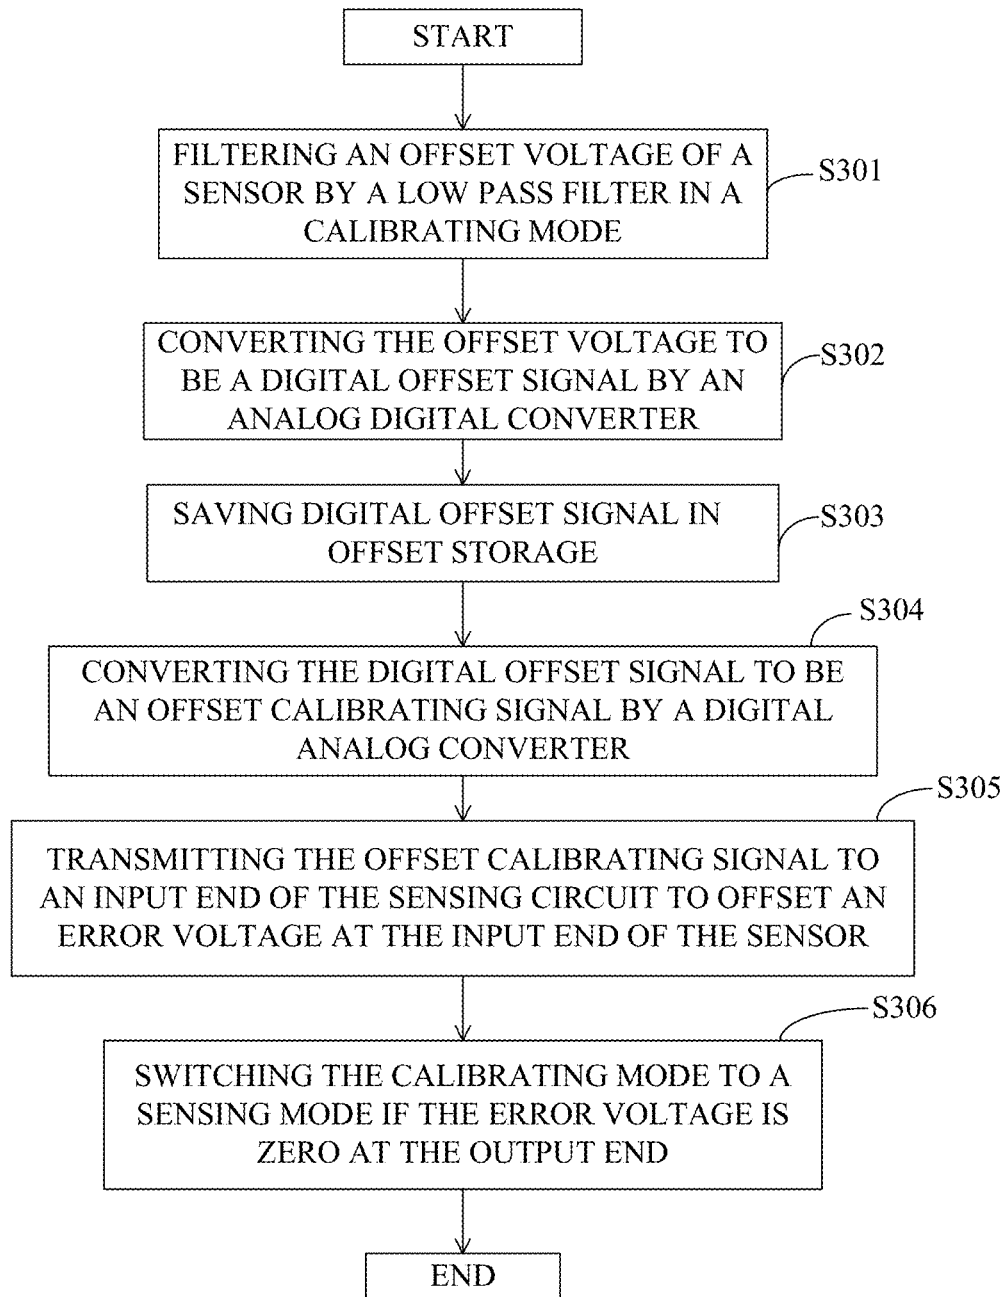 START
FILTERING AN OFFSET VOLTAGE OF A
SENSOR BY A LOW PASS FILTER IN A
CALIBRATING MODE
S301
CONVERTING THE OFFSET VOLTAGE TO
BE A DIGITAL OFFSET SIGNAL BY AN
ANALOG DIGITAL CONVERTER
S302
SAVING DIGITAL OFFSET SIGNAL IN
OFFSET STORAGE
S303
S304
CONVERTING THE DIGITAL OFFSET SIGNAL TO BE
AN OFFSET CALIBRATING SIGNAL BY A DIGITAL
ANALOG CONVERTER
S305
TRANSMITTING THE OFFSET CALIBRATING SIGNAL TO
AN INPUT END OF THE SENSING CIRCUIT TO OFFSET AN
ERROR VOLTAGE AT THE INPUT END OF THE SENSOR
S306
SWITCHING THE CALIBRATING MODE TO A
SENSING MODE IF THE ERROR VOLTAGE IS
ZERO AT THE OUTPUT END
END